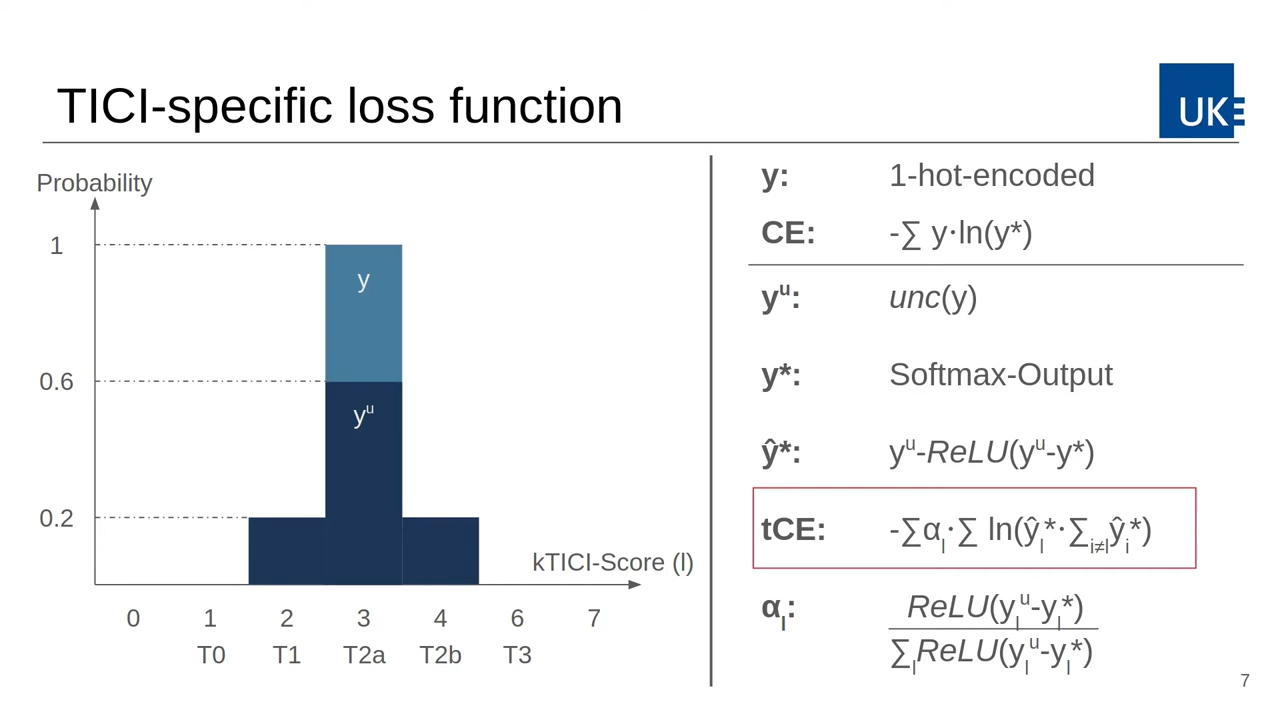 TICI-specific loss function
UKE
Probability
1
0.6
0.2
y
yᵘ
kTICI-Score (l)
0 1 2 3 4 5 6 7
T0 T1 T2a T2b T3
y: 1-hot-encoded
CE: -∑ y·ln(y*)
yᵘ: unc(y)
y*: Softmax-Output
ŷ*: yᵘ-ReLU(yᵘ-y*)
tCE: -∑αₗ·∑ ln(ŷₗ*·∑ᵢ≠ₗŷᵢ*)
αₗ: ReLU(yₗᵘ-yₗ*)
∑ₗReLU(yₗᵘ-yₗ*)
7